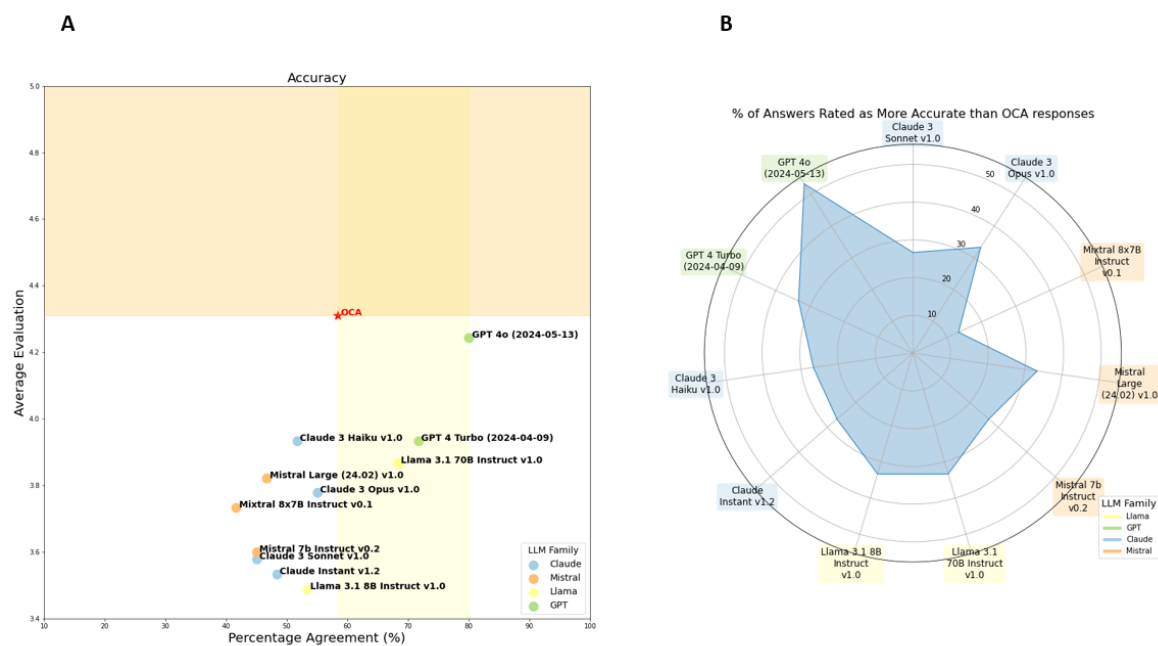 A
B
Accuracy
5.0
4.8
4.6
4.4
4.2
4.0
3.8
3.6
3.4
Average Evaluation
OCA
GPT 4o (2024-05-13)
Claude 3 Haiku v1.0
GPT 4 Turbo (2024-04-09)
Llama 3.1 70B Instruct v1.0
Mistral Large (24.02) v1.0
Claude 3 Opus v1.0
Mixtral 8x7B Instruct v0.1
Mistral 7b Instruct v0.2
Claude 3 Sonnet v1.0
Claude Instant v1.2
Llama 3.1 8B Instruct v1.0
LLM Family
Claude
Mistral
Llama
GPT
10 20 30 40 50 60 70 80 90 100
Percentage Agreement (%)
% of Answers Rated as More Accurate than OCA responses
Claude 3
Sonnet v1.0
Claude 3
Opus v1.0
Mixtral 8x7B
Instruct
v0.1
Mistral
Large
(24.02) v1.0
Mistral 7b
Instruct
v0.2
Llama 3.1
70B Instruct
v1.0
Llama 3.1 8B
Instruct
v1.0
Claude
Instant v1.2
Claude 3
Haiku v1.0
GPT 4 Turbo
(2024-04-09)
GPT 4o
(2024-05-13)
50
40
30
20
10
LLM Family
Llama
GPT
Claude
Mistral